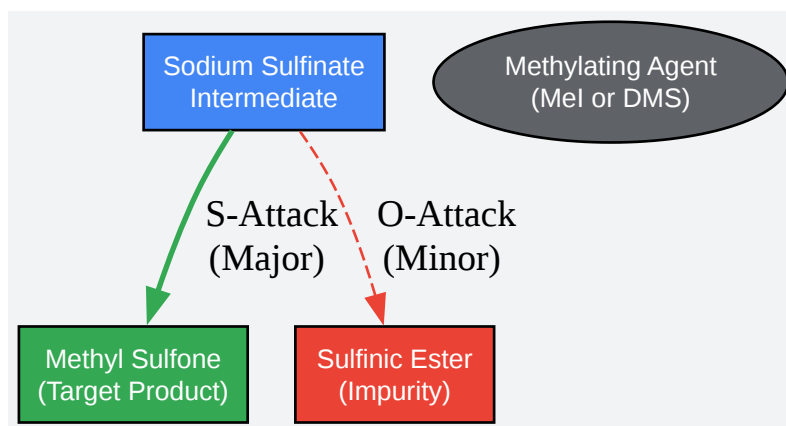 Sodium Sulfinate
Intermediate
Methylating Agent
(MeI or DMS)
S-Attack
(Major)
O-Attack
(Minor)
Methyl Sulfone
(Target Product)
Sulfinic Ester
(Impurity)